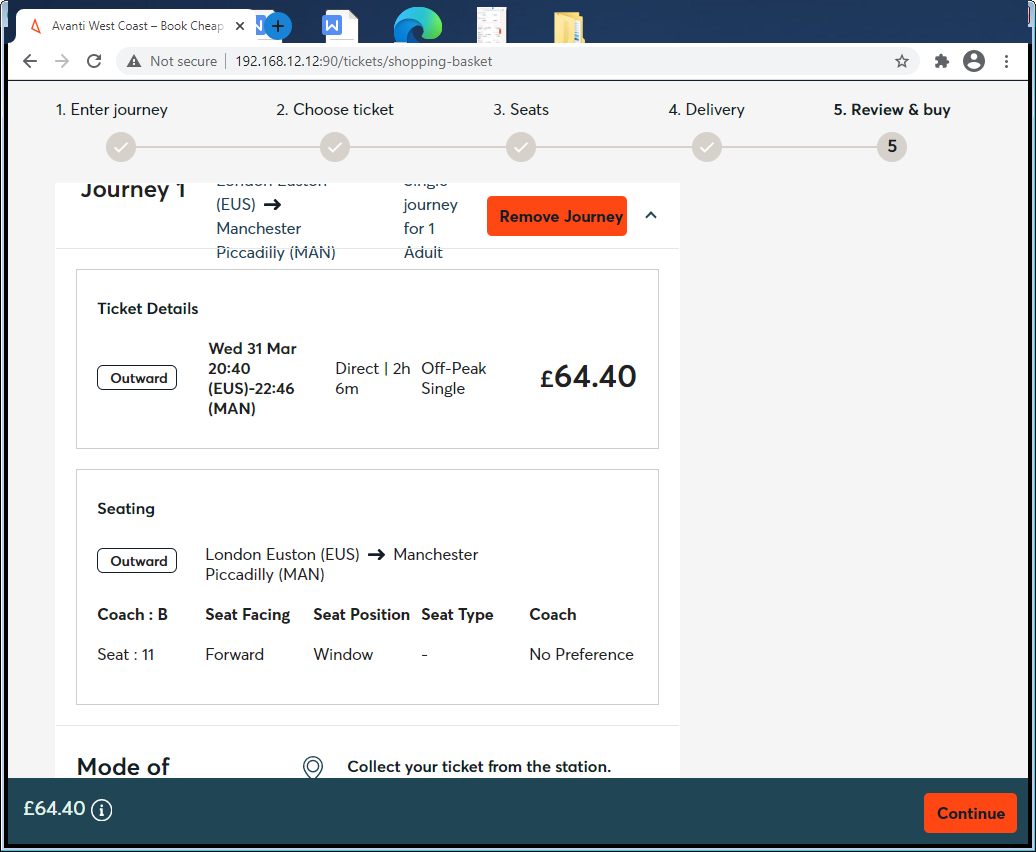 Avanti West Coast – Book Cheap
Not secure 192.168.12.12:90/tickets/shopping-basket
1. Enter journey 2. Choose ticket 3. Seats 4. Delivery 5. Review & buy
5
Journey 1
London Euston
(EUS) →
Manchester
Piccadilly (MAN)
Single
journey
for 1
Adult
Remove Journey
Ticket Details
Outward
Wed 31 Mar
20:40
(EUS)-22:46
(MAN)
Direct | 2h
6m
Off-Peak
Single
£64.40
Seating
Outward
London Euston (EUS) → Manchester
Piccadilly (MAN)
Coach : B Seat Facing Seat Position Seat Type Coach
Seat : 11 Forward Window - No Preference
Mode of
Collect your ticket from the station.
£64.40
Continue